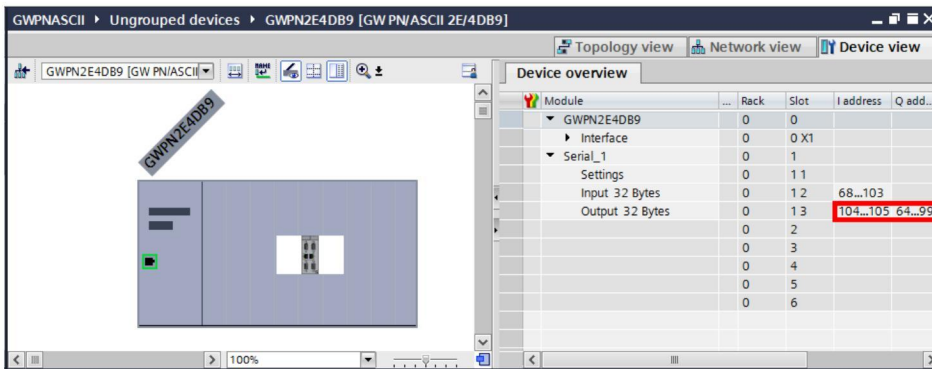 GWPNASCII ▸ Ungrouped devices ▸ GWPN2E4DB9 [GW PN/ASCII 2E/4DB9]
Topology view Network view Device view
GWPN2E4DB9 [GW PN/ASCII
Device overview
Module ... Rack Slot I address Q add...
GWPN2E4DB9 0 0
Interface 0 0 X1
Serial_1 0 1
Settings 0 1 1
Input 32 Bytes 0 1 2 68...103
Output 32 Bytes 0 1 3 104...105 64...99
0 2
0 3
0 4
0 5
0 6
GWPN2E4DB9
100%